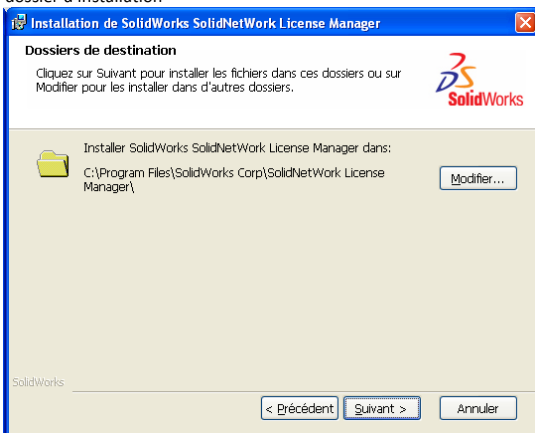 dossier d'installation
Installation de SolidWorks SolidNetWork License Manager
Dossiers de destination
Cliquez sur Suivant pour installer les fichiers dans ces dossiers ou sur
Modifier pour les installer dans d'autres dossiers.
SolidWorks
Installer SolidWorks SolidNetWork License Manager dans:
C:\Program Files\SolidWorks Corp\SolidNetWork License
Manager\
Modifier...
SolidWorks
< Précédent
Suivant >
Annuler